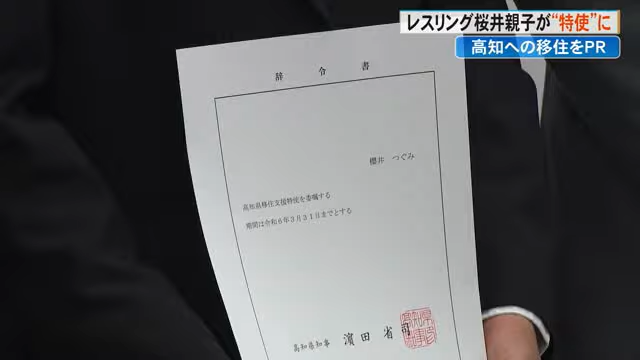 レスリング桜井親子が“特使”に
高知への移住をPR
辞令書
櫻井 つぐみ
高知県移住支援特使を委嘱する
期間は令和6年3月31日までとする
高知県知事 濵田省司